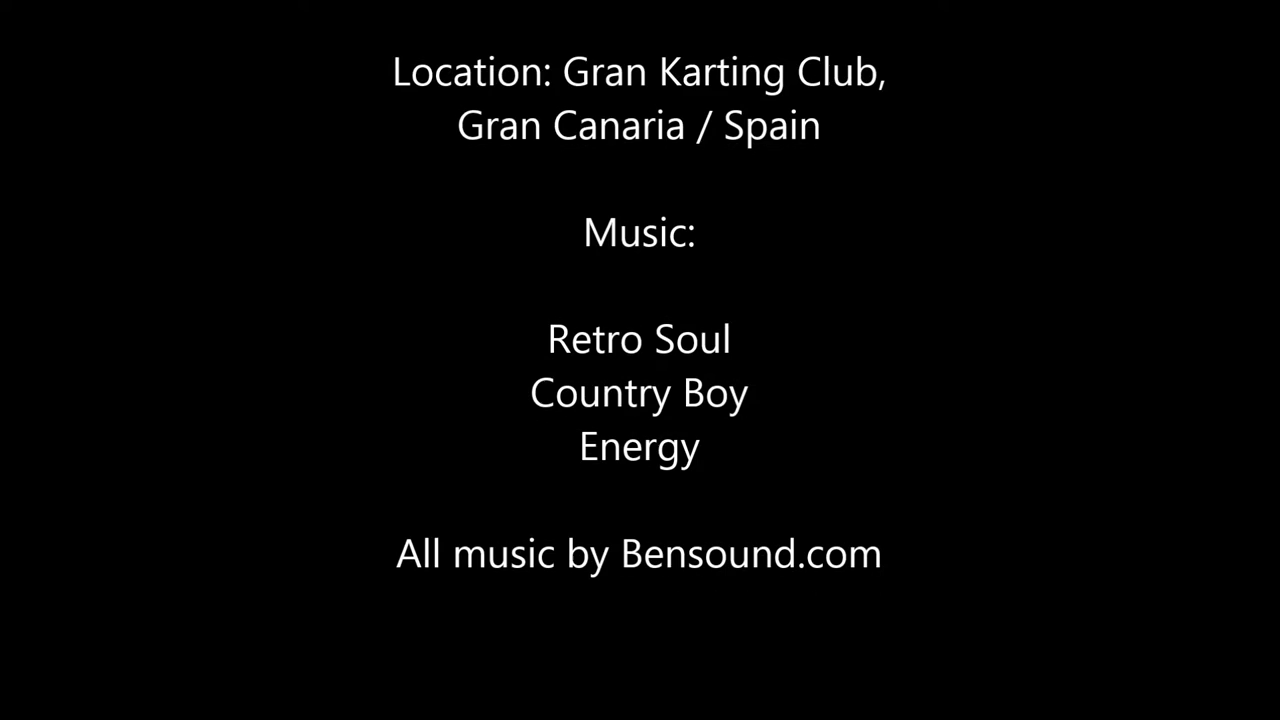 Location: Gran Karting Club,
Gran Canaria / Spain
Music:
Retro Soul
Country Boy
Energy
All music by Bensound.com